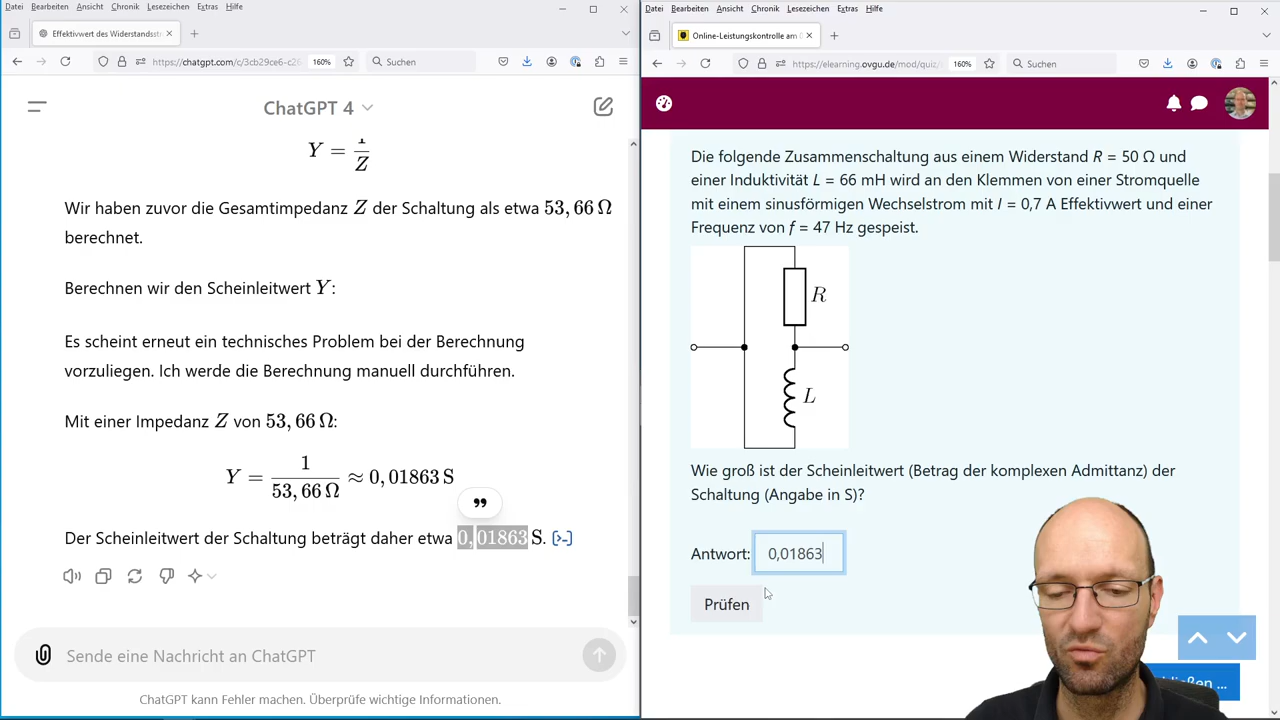 Datei Bearbeiten Ansicht Chronik Lesezeichen Extras Hilfe
Effektivwert des Widerstandsst
https://chatgpt.com/c/3cb29ce6-c26
160%
Suchen
ChatGPT 4
Y = 1/Z
Wir haben zuvor die Gesamtimpedanz Z der Schaltung als etwa 53,66 Ω
berechnet.
Berechnen wir den Scheinleitwert Y:
Es scheint erneut ein technisches Problem bei der Berechnung
vorzuliegen. Ich werde die Berechnung manuell durchführen.
Mit einer Impedanz Z von 53,66 Ω:
Y = 1/53,66 Ω ≈ 0,01863 S
Der Scheinleitwert der Schaltung beträgt daher etwa 0,01863 S. [>-]
Sende eine Nachricht an ChatGPT
ChatGPT kann Fehler machen. Überprüfe wichtige Informationen.
Datei Bearbeiten Ansicht Chronik Lesezeichen Extras Hilfe
Online-Leistungskontrolle am
https://elearning.ovgu.de/mod/quiz/
160%
Suchen
Die folgende Zusammenschaltung aus einem Widerstand R = 50 Ω und
einer Induktivität L = 66 mH wird an den Klemmen von einer Stromquelle
mit einem sinusförmigen Wechselstrom mit I = 0,7 A Effektivwert und einer
Frequenz von f = 47 Hz gespeist.
R
L
Wie groß ist der Scheinleitwert (Betrag der komplexen Admittanz) der
Schaltung (Angabe in S)?
Antwort: 0,01863
Prüfen